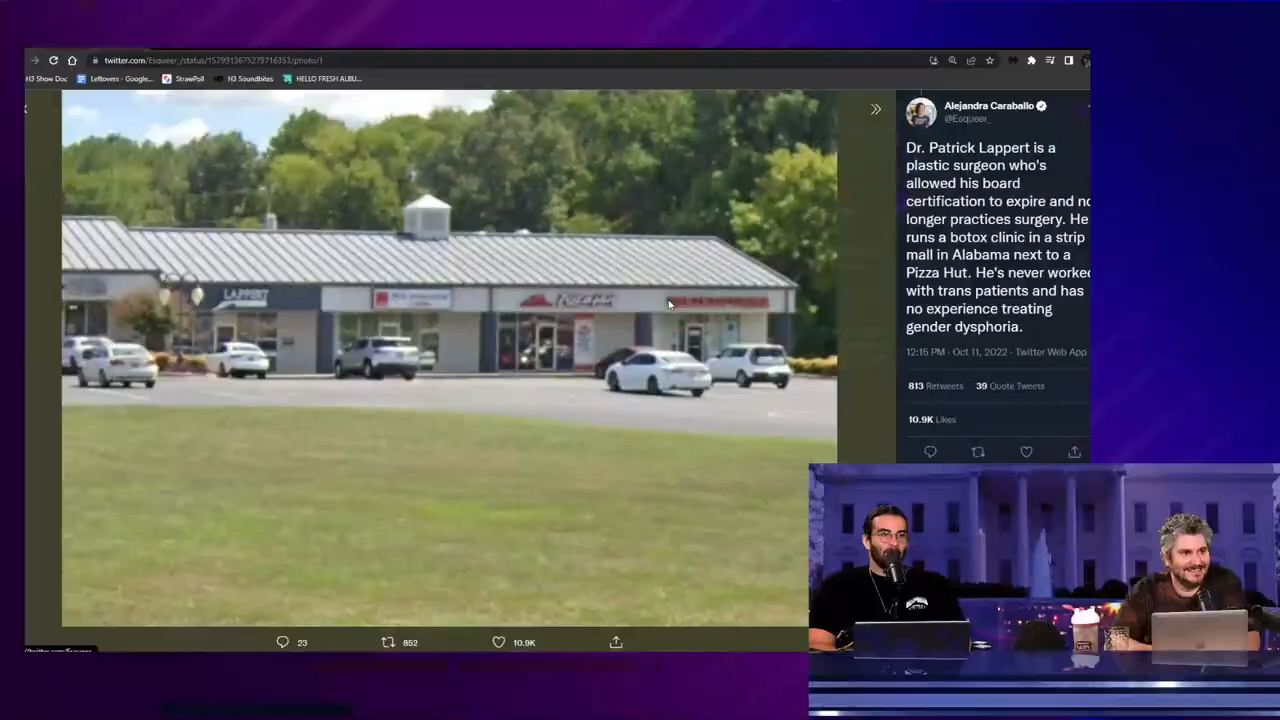 twitter.com/Esqueer_/status/1579913675279716353/photo/1
H3 Show Doc
Leftovers - Google...
StrawPoll
H3 Soundbites
HELLO FRESH ALBU...
Alejandra Caraballo
@Esqueer_
Dr. Patrick Lappert is a
plastic surgeon who's
allowed his board
certification to expire and no
longer practices surgery. He
runs a botox clinic in a strip
mall in Alabama next to a
Pizza Hut. He's never worked
with trans patients and has
no experience treating
gender dysphoria.
12:15 PM · Oct 11, 2022 · Twitter Web App
813 Retweets 39 Quote Tweets
10.9K Likes
LAPPERT
Pizza Hut
23 852 10.9K